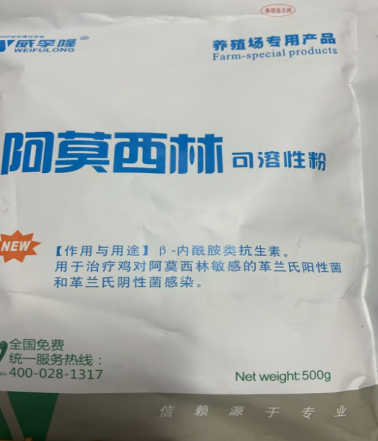 威孚隆®
WEIFULONG
养殖场专用产品
Farm-special products
阿莫西林 可溶性粉
NEW
【作用与用途】β-内酰胺类抗生素。
用于治疗鸡对阿莫西林敏感的革兰氏阳性菌
和革兰氏阴性菌感染。
全国免费
统一服务热线：
400-028-1317
Net weight:500g
信赖源于专业